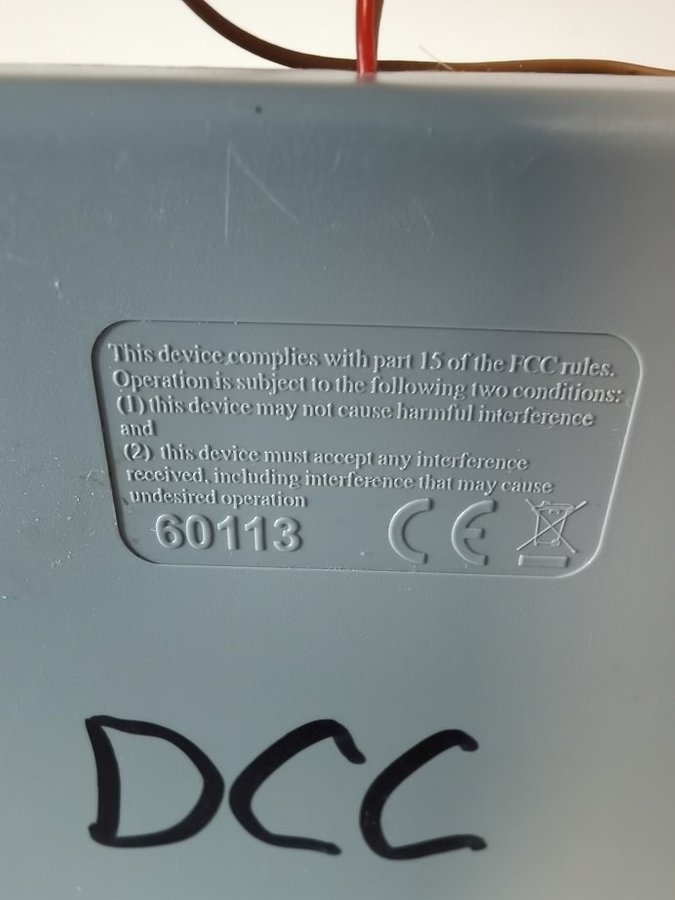 This device complies with part 15 of the FCC rules.
Operation is subject to the following two conditions:
(1) this device may not cause harmful interference
and
(2) this device must accept any interference
received, including interference that may cause
undesired operation
60113 CE
DCC